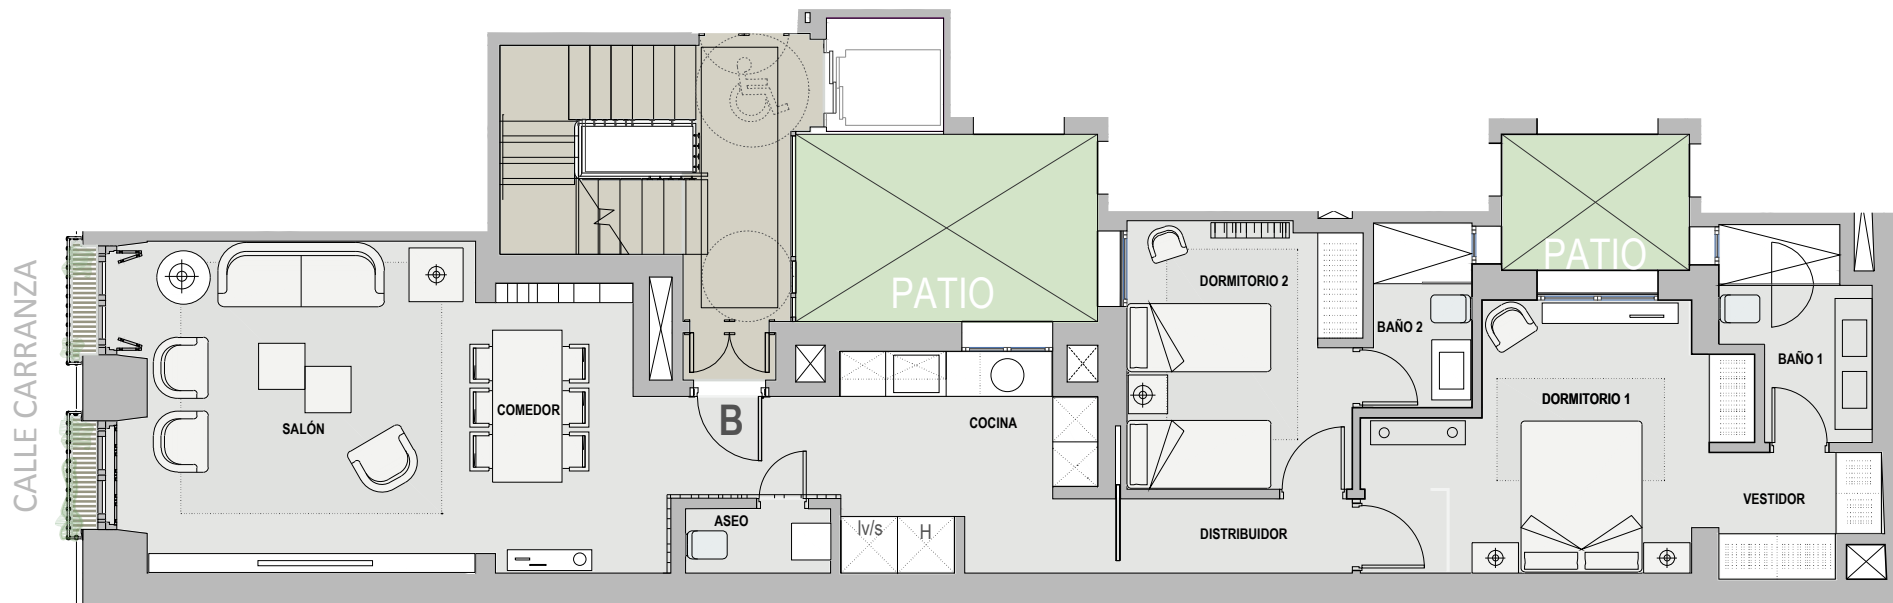 CALLE CARRANZA
SALÓN
COMEDOR
B
ASEO
lv/s
H
COCINA
PATIO
DORMITORIO 2
BAÑO 2
PATIO
DORMITORIO 1
BAÑO 1
VESTIDOR
DISTRIBUIDOR